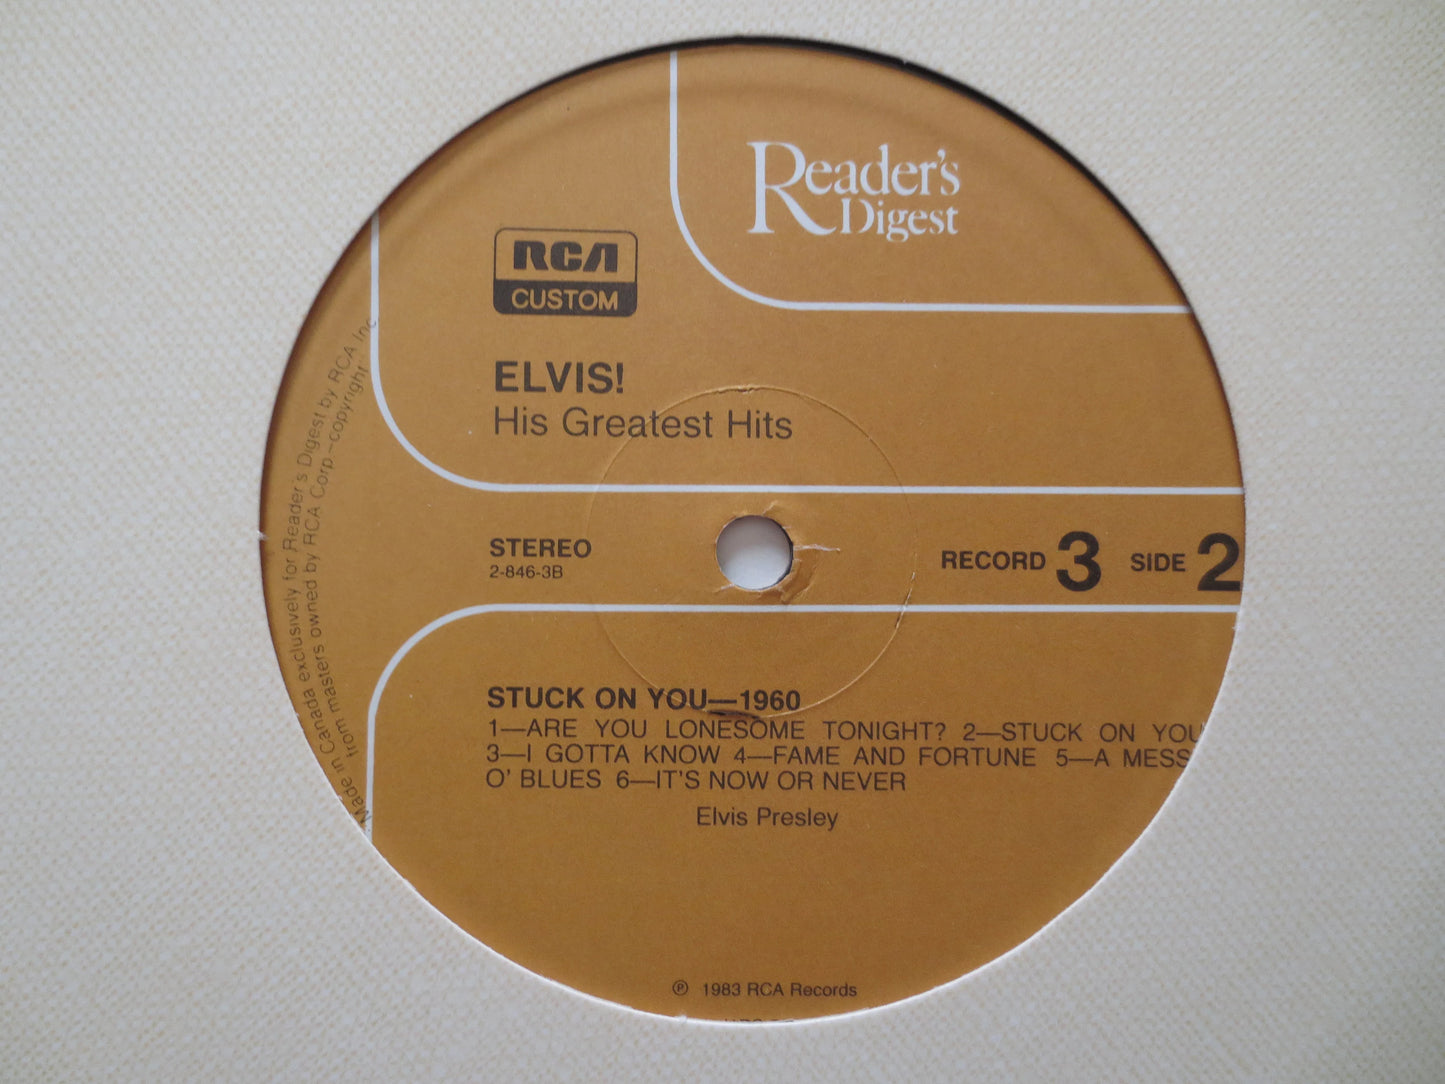 Reader's
Digest
RCA
CUSTOM
ELVIS!
His Greatest Hits
STEREO
2-846-3B
RECORD 3 SIDE 2
STUCK ON YOU—1960
1—ARE YOU LONESOME TONIGHT? 2—STUCK ON YOU
3—I GOTTA KNOW 4—FAME AND FORTUNE 5—A MESS
O' BLUES 6—IT'S NOW OR NEVER
Elvis Presley
℗ 1983 RCA Records
Made in Canada exclusively for Reader's Digest by RCA Inc
from masters owned by RCA Corp—copyright